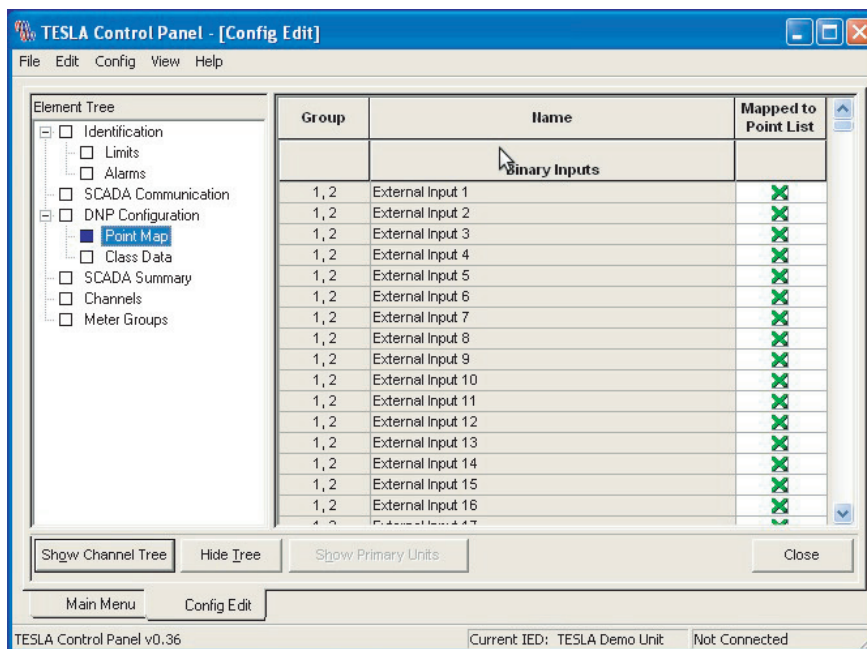 TESLA Control Panel - [Config Edit]
File Edit Config View Help
Element Tree
Identification
Limits
Alarms
SCADA Communication
DNP Configuration
Point Map
Class Data
SCADA Summary
Channels
Meter Groups
Group Name Mapped to Point List
Binary Inputs
1, 2 External Input 1
1, 2 External Input 2
1, 2 External Input 3
1, 2 External Input 4
1, 2 External Input 5
1, 2 External Input 6
1, 2 External Input 7
1, 2 External Input 8
1, 2 External Input 9
1, 2 External Input 10
1, 2 External Input 11
1, 2 External Input 12
1, 2 External Input 13
1, 2 External Input 14
1, 2 External Input 15
1, 2 External Input 16
Show Channel Tree Hide Tree Show Primary Units Close
Main Menu Config Edit
TESLA Control Panel v0.36 Current IED: TESLA Demo Unit Not Connected